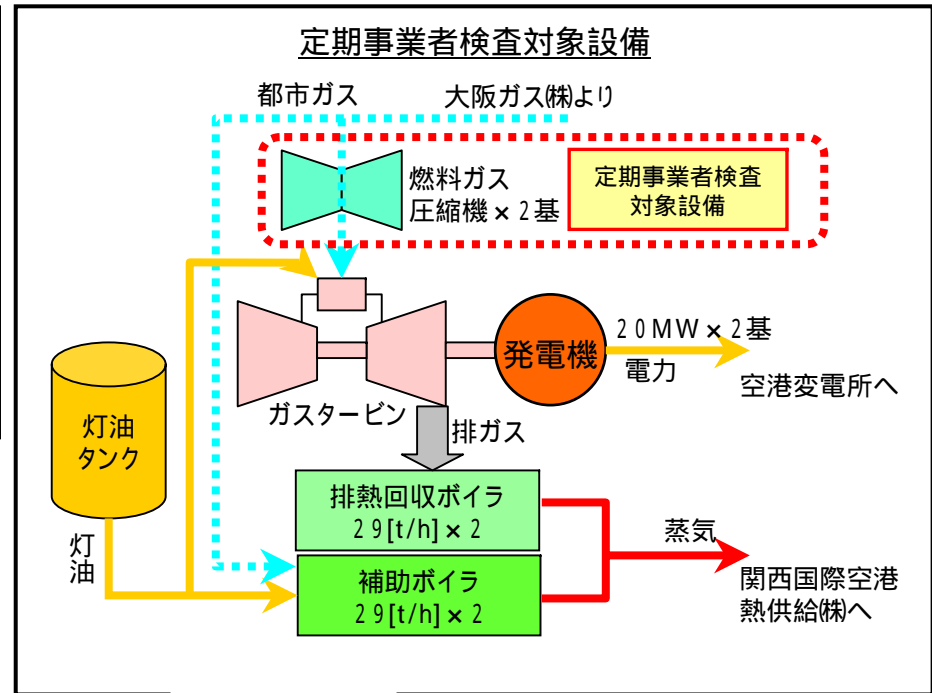 定期事業者検査対象設備
都市ガス
大阪ガス㈱より
燃料ガス
圧縮機×2基
定期事業者検査
対象設備
20MW×2基
発電機
電力
空港変電所へ
ガスタービン
排ガス
灯油
タンク
排熱回収ボイラ
29[t/h]×2
灯油
蒸気
補助ボイラ
29[t/h]×2
関西国際空港
熱供給㈱へ